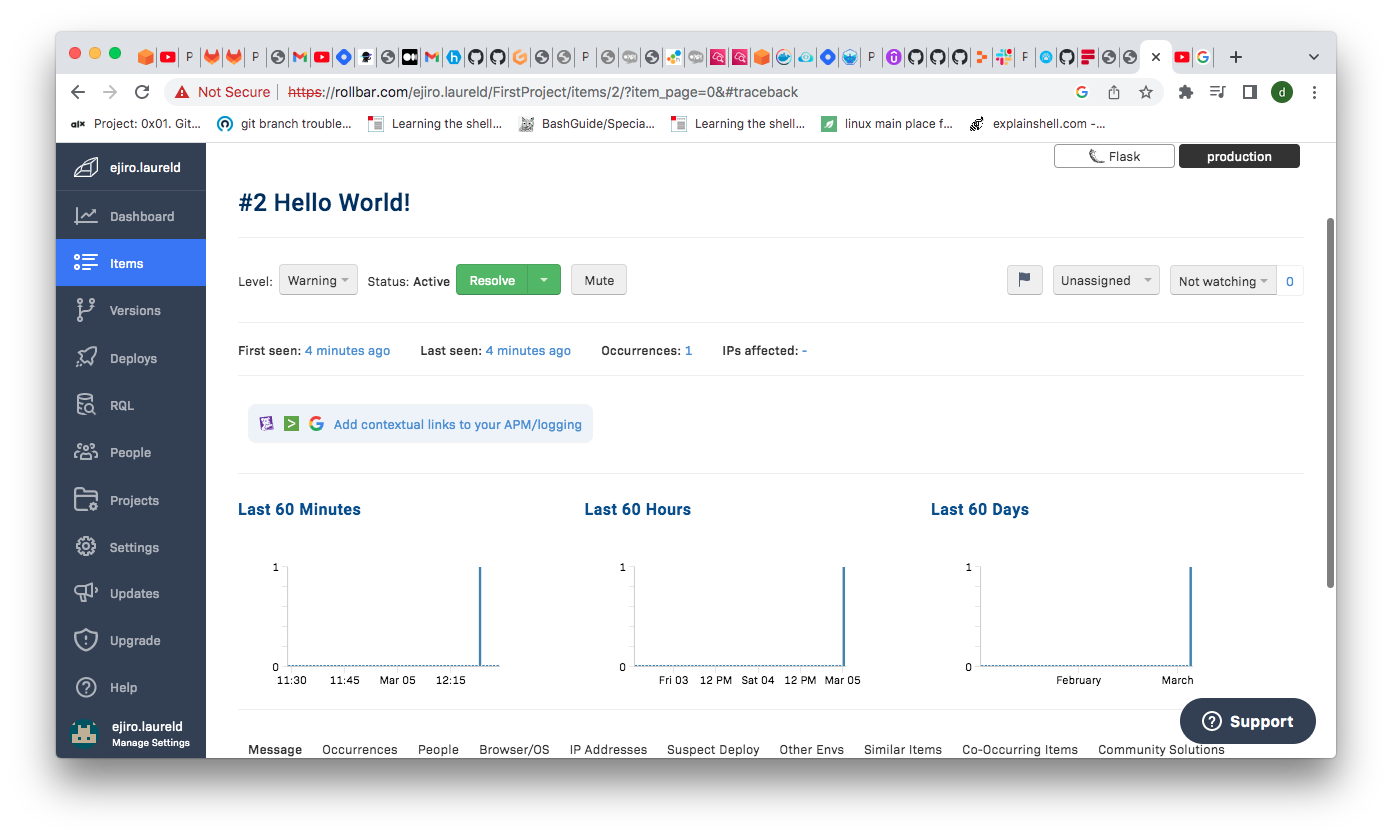 Not Secure https://rollbar.com/ejiro.laureld/FirstProject/items/2/?item_page=0&#traceback d
alx Project: 0x01. Git... git branch trouble... Learning the shell... BashGuide/Specia... Learning the shell... linux main place f... explainshell.com -...
ejiro.laureld
Dashboard
Items
Versions
Deploys
RQL
People
Projects
Settings
Updates
Upgrade
Help
ejiro.laureld
Manage Settings
Flask production
#2 Hello World!
Level: Warning Status: Active Resolve Mute Unassigned Not watching 0
First seen: 4 minutes ago Last seen: 4 minutes ago Occurrences: 1 IPs affected: -
Add contextual links to your APM/logging
Last 60 Minutes Last 60 Hours Last 60 Days
1 1 1
0 0 0
11:30 11:45 Mar 05 12:15 Fri 03 12 PM Sat 04 12 PM Mar 05 February March
Support
Message Occurrences People Browser/OS IP Addresses Suspect Deploy Other Envs Similar Items Co-Occurring Items Community Solutions